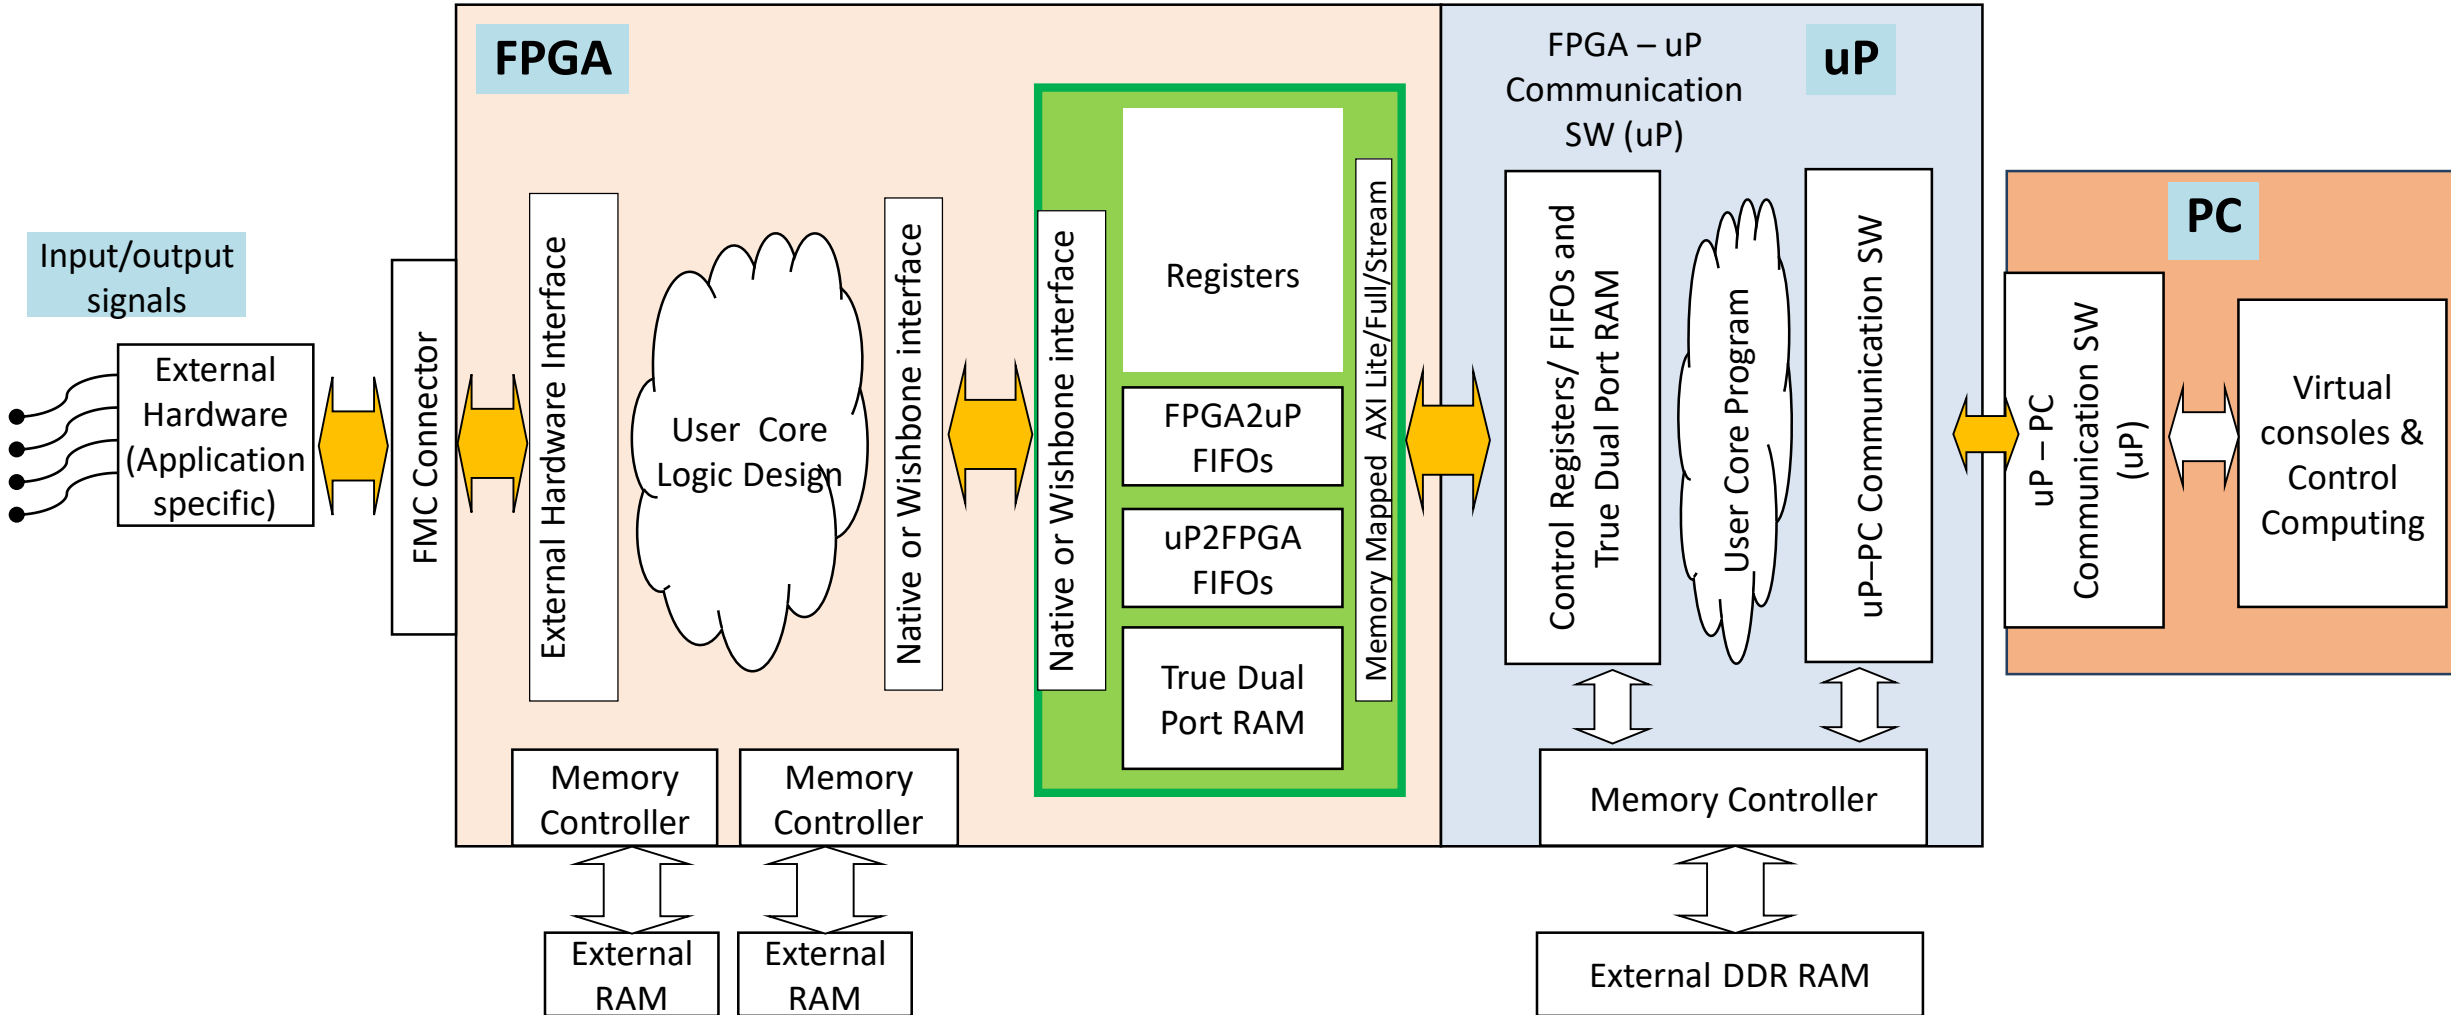 FPGA
FPGA – uP
Communication
SW (uP)
uP
PC
Input/output
signals
External
Hardware
(Application
specific)
FMC Connector
External Hardware Interface
User Core
Logic Design
Native or Wishbone interface
Native or Wishbone interface
Registers
FPGA2uP
FIFOs
uP2FPGA
FIFOs
True Dual
Port RAM
Memory Mapped AXI Lite/Full/Stream
Control Registers/ FIFOs and
True Dual Port RAM
User Core Program
uP–PC Communication SW
uP – PC
Communication SW
(uP)
Virtual
consoles &
Control
Computing
Memory
Controller
Memory
Controller
Memory Controller
External
RAM
External
RAM
External DDR RAM